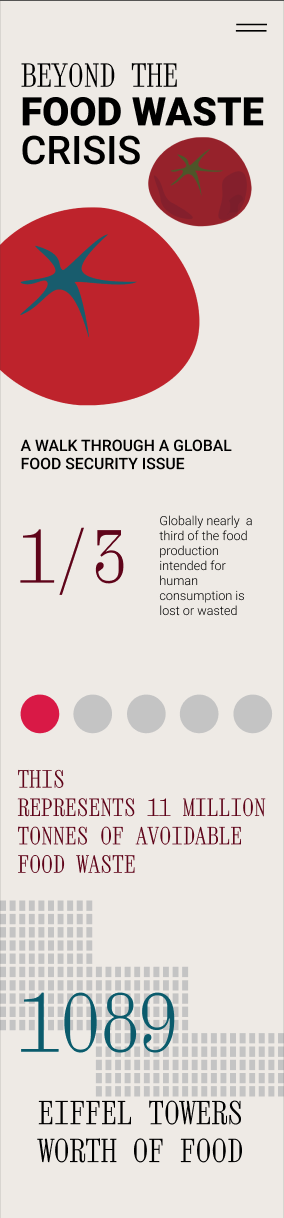 BEYOND THE
FOOD WASTE
CRISIS
A WALK THROUGH A GLOBAL
FOOD SECURITY ISSUE
1/3
Globally nearly a
third of the food
production
intended for
human
consumption is
lost or wasted
THIS
REPRESENTS 11 MILLION
TONNES OF AVOIDABLE
FOOD WASTE
1089
EIFFEL TOWERS
WORTH OF FOOD